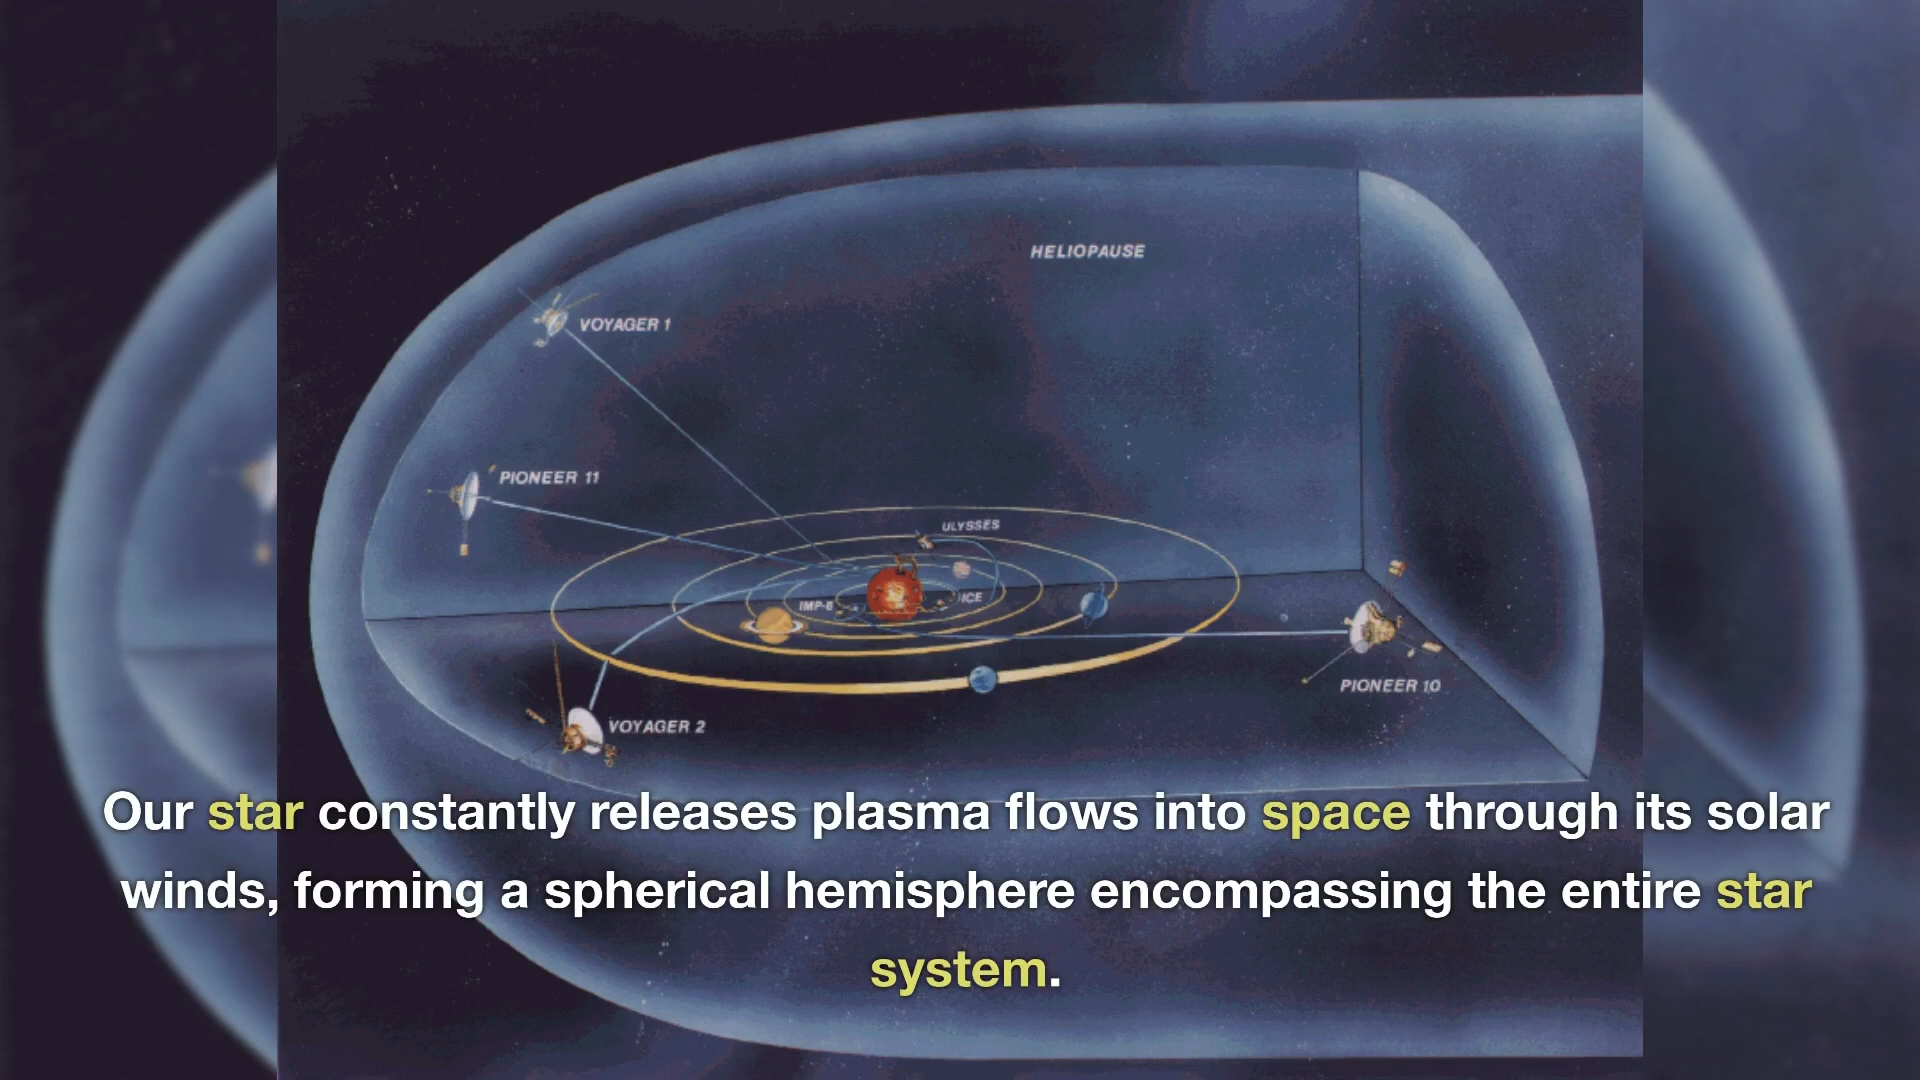 HELIOPAUSE
VOYAGER 1
PIONEER 11
ULYSSES
IMP-8
ICE
PIONEER 10
VOYAGER 2
Our star constantly releases plasma flows into space through its solar
winds, forming a spherical hemisphere encompassing the entire star
system.